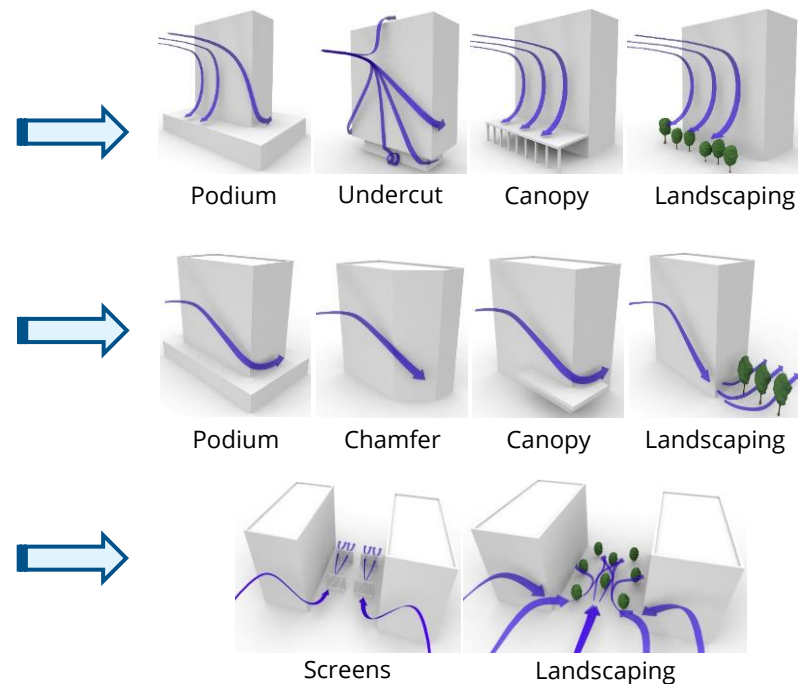 Podium Undercut Canopy Landscaping
Podium Chamfer Canopy Landscaping
Screens Landscaping